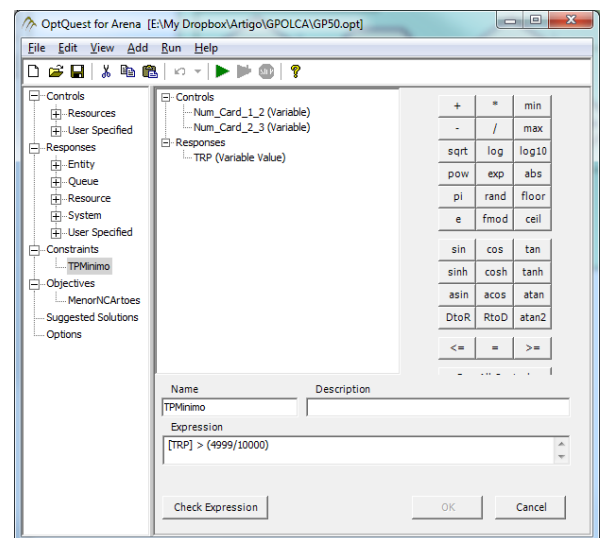 OptQuest for Arena [E:\My Dropbox\Artigo\GPOLCA\GP50.opt]
File Edit View Add Run Help
Controls
Resources
User Specified
Responses
Entity
Queue
Resource
System
User Specified
Constraints
TPMinimo
Objectives
MenorNCArtoes
Suggested Solutions
Options
Controls
Num_Card_1_2 (Variable)
Num_Card_2_3 (Variable)
Responses
TRP (Variable Value)
+ * min
- / max
sqrt log log10
pow exp abs
pi rand floor
e fmod ceil
sin cos tan
sinh cosh tanh
asin acos atan
DtoR RtoD atan2
<= = >=
Name Description
TPMinimo
Expression
[TRP] > (4999/10000)
Check Expression OK Cancel